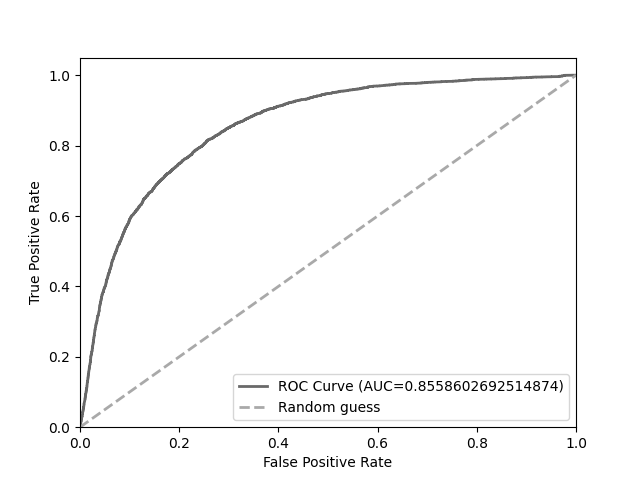 1.0
0.8
0.6
0.4
0.2
0.0
True Positive Rate
ROC Curve (AUC=0.8558602692514874)
Random guess
0.0 0.2 0.4 0.6 0.8 1.0
False Positive Rate